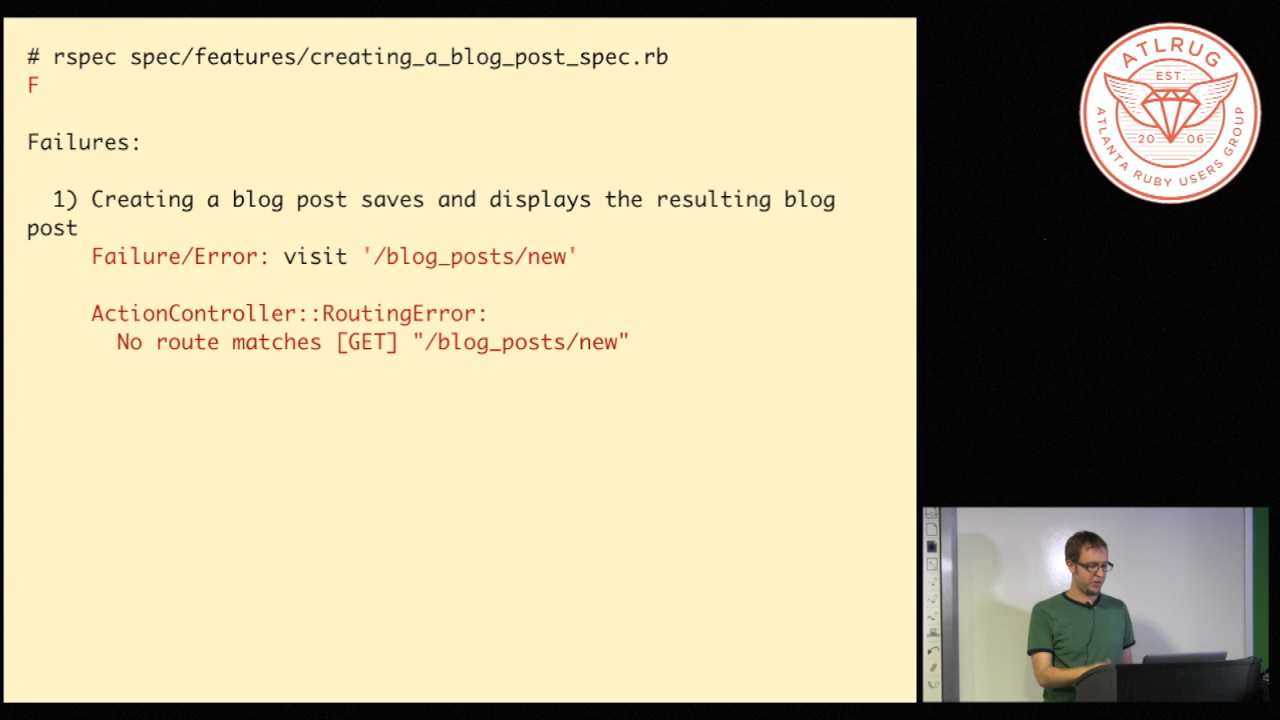 # rspec spec/features/creating_a_blog_post_spec.rb
F
Failures:
1) Creating a blog post saves and displays the resulting blog
post
Failure/Error: visit '/blog_posts/new'
ActionController::RoutingError:
No route matches [GET] "/blog_posts/new"
ATLRUG
EST.
20 06
ATLANTA RUBY USERS GROUP